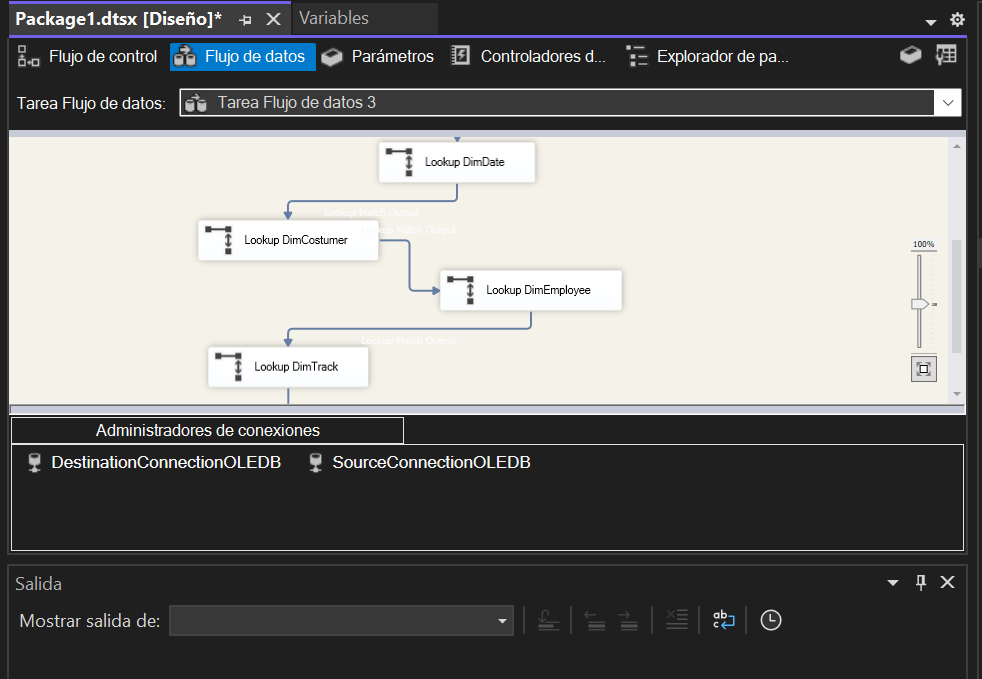 Package1.dtsx [Diseño]*
Variables
Flujo de control
Flujo de datos
Parámetros
Controladores d...
Explorador de pa...
Tarea Flujo de datos:
Tarea Flujo de datos 3
Lookup DimDate
Lookup Match Output
Lookup DimCostumer
Lookup Match Output
100%
Lookup DimEmployee
Lookup Match Output
Lookup DimTrack
Administradores de conexiones
DestinationConnectionOLEDB
SourceConnectionOLEDB
Salida
Mostrar salida de: